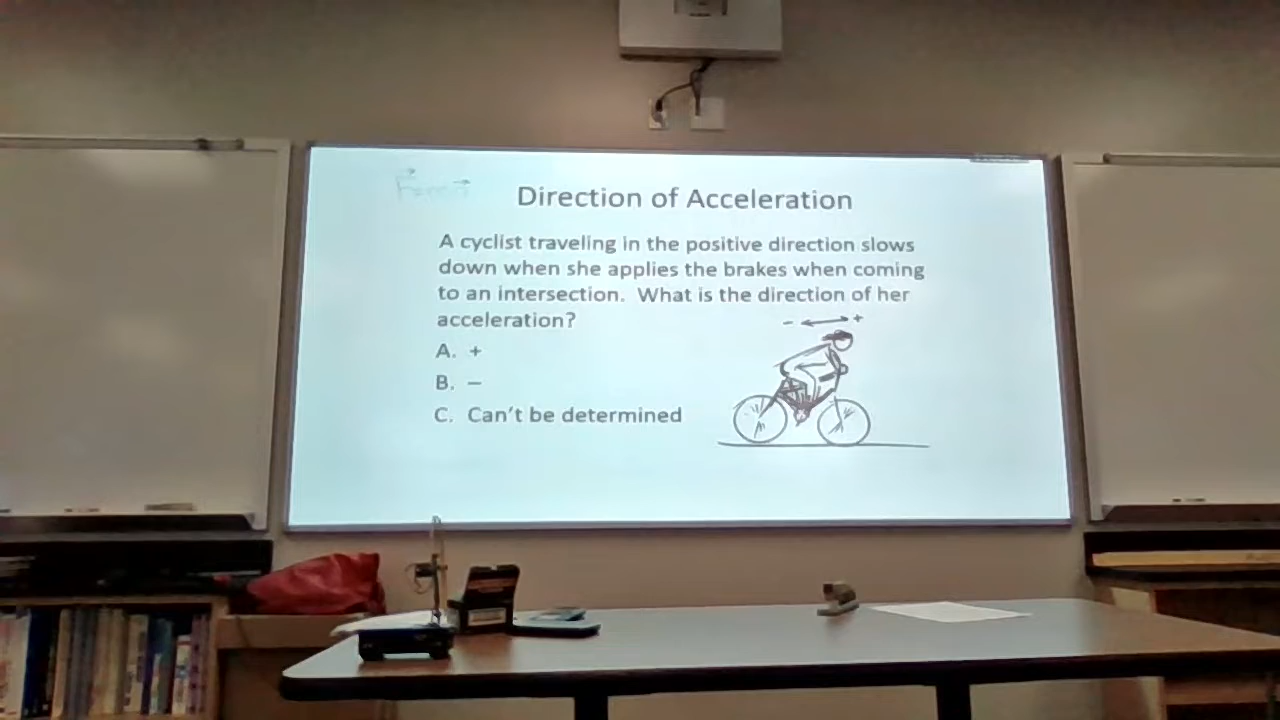 Direction of Acceleration
A cyclist traveling in the positive direction slows
down when she applies the brakes when coming
to an intersection. What is the direction of her
acceleration?
- +
A. +
B. –
C. Can't be determined